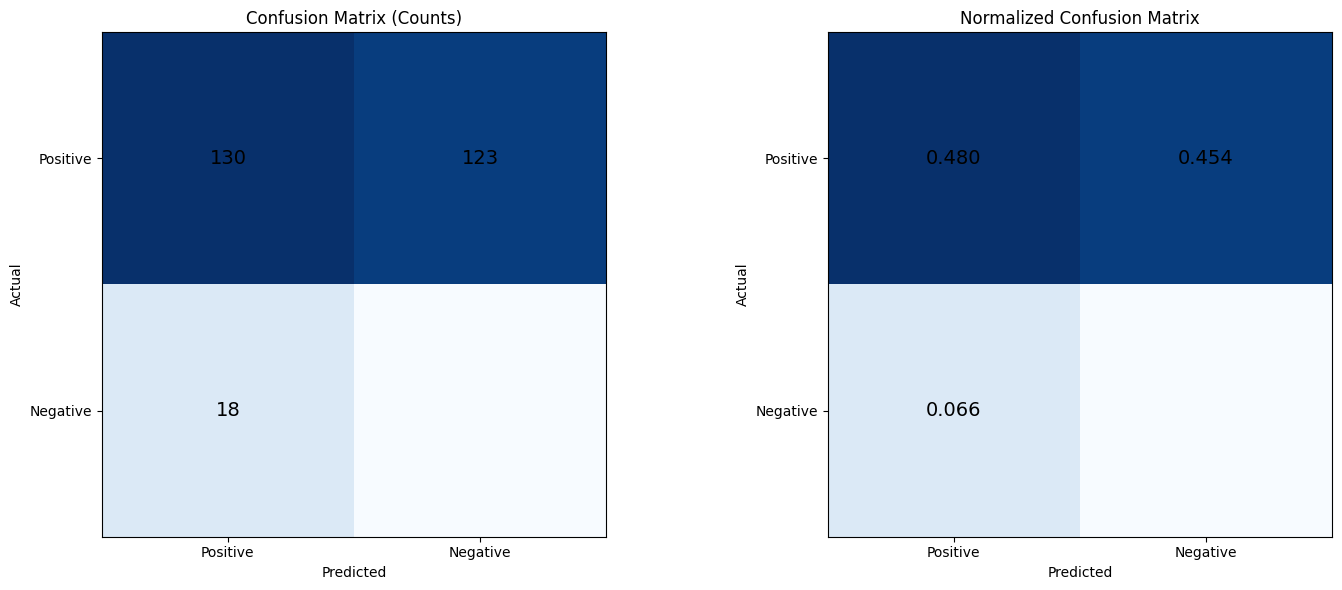 Confusion Matrix (Counts)
Positive
130
123
Actual
Negative
18
Positive
Negative
Predicted
Normalized Confusion Matrix
Positive
0.480
0.454
Actual
Negative
0.066
Positive
Negative
Predicted